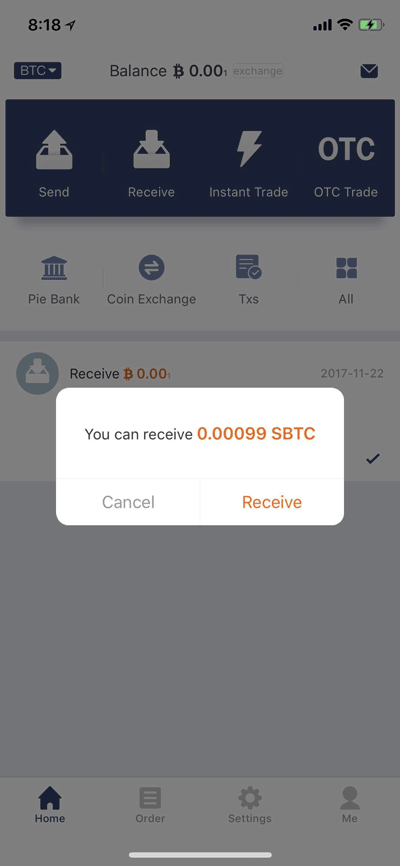 8:18
BTC
Balance ₿ 0.001 exchange
Send
Receive
Instant Trade
OTC
OTC Trade
Pie Bank
Coin Exchange
Txs
All
Receive ₿ 0.001
2017-11-22
You can receive 0.00099 SBTC
Cancel
Receive
Home
Order
Settings
Me